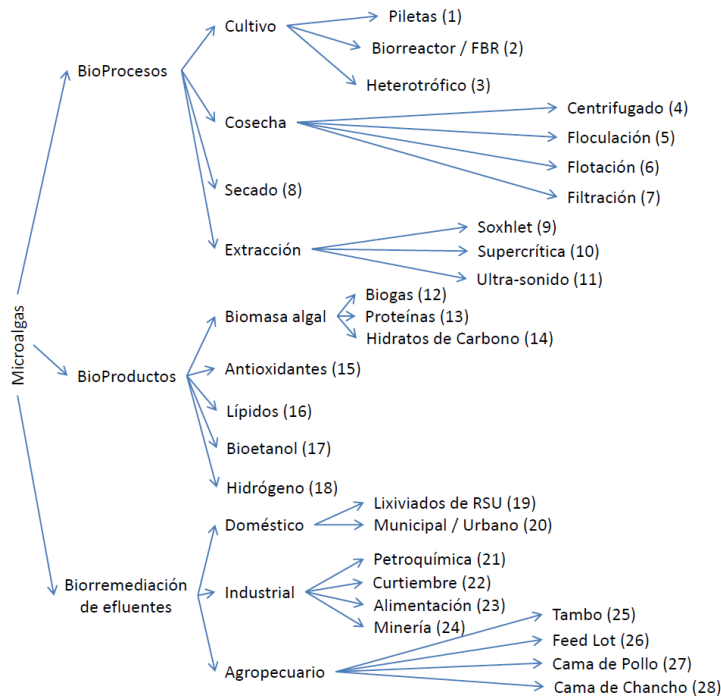 Microalgas
BioProcesos
Cultivo
Piletas (1)
Biorreactor / FBR (2)
Heterotrófico (3)
Cosecha
Centrifugado (4)
Floculación (5)
Flotación (6)
Filtración (7)
Secado (8)
Extracción
Soxhlet (9)
Supercrítica (10)
Ultra-sonido (11)
BioProductos
Biomasa algal
Biogas (12)
Proteínas (13)
Hidratos de Carbono (14)
Antioxidantes (15)
Lípidos (16)
Bioetanol (17)
Hidrógeno (18)
Biorremediación
de efluentes
Doméstico
Lixiviados de RSU (19)
Municipal / Urbano (20)
Industrial
Petroquímica (21)
Curtiembre (22)
Alimentación (23)
Minería (24)
Agropecuario
Tambo (25)
Feed Lot (26)
Cama de Pollo (27)
Cama de Chancho (28)